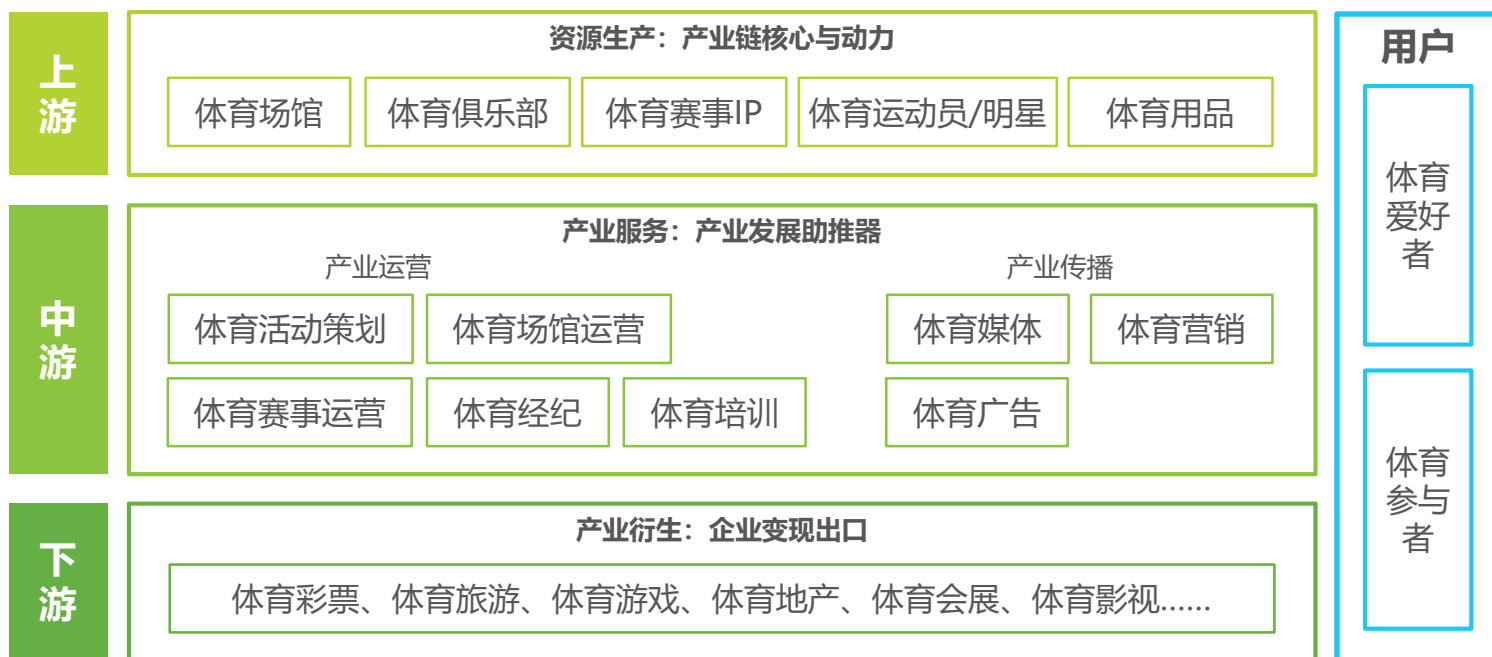 上
游
资源生产：产业链核心与动力
体育场馆
体育俱乐部
体育赛事IP
体育运动员/明星
体育用品
中
游
产业服务：产业发展助推器
产业运营
产业传播
体育活动策划
体育场馆运营
体育媒体
体育营销
体育赛事运营
体育经纪
体育培训
体育广告
下
游
产业衍生：企业变现出口
体育彩票、体育旅游、体育游戏、体育地产、体育会展、体育影视......
用户
体育
爱好
者
体育
参与
者